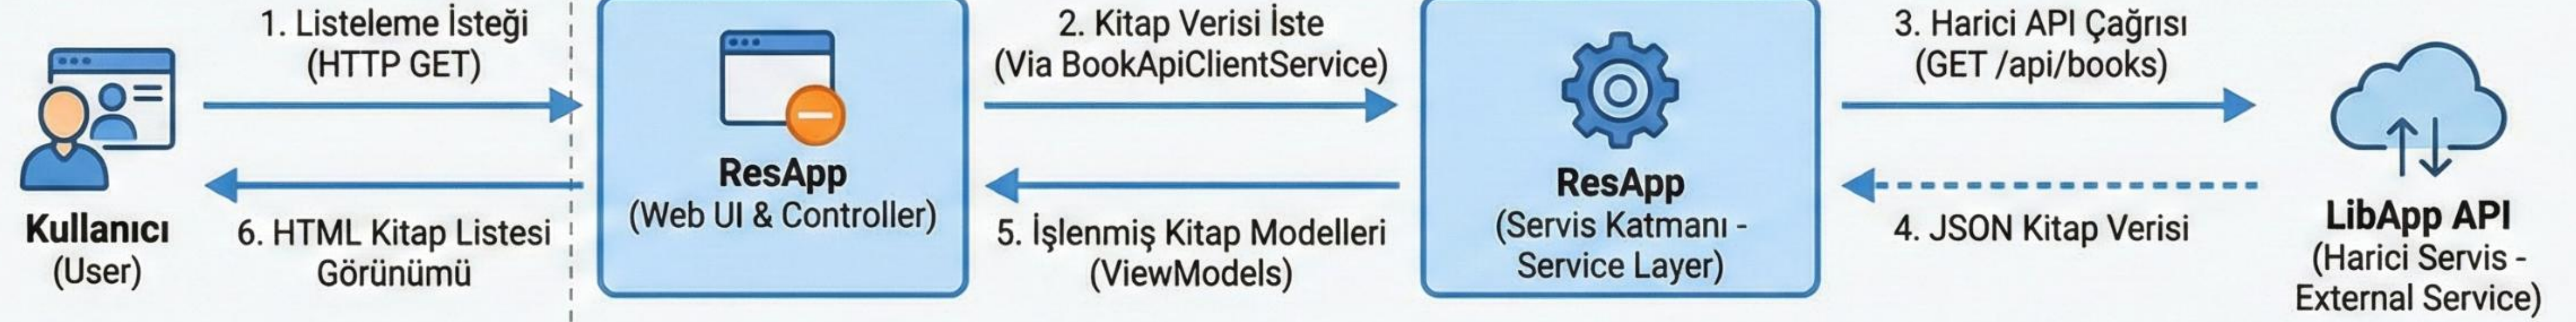 1. Listeleme İsteği
(HTTP GET)
2. Kitap Verisi İste
(Via BookApiClientService)
3. Harici API Çağrısı
(GET /api/books)
Kullanıcı
(User)
6. HTML Kitap Listesi
Görünümü
ResApp
(Web UI & Controller)
5. İşlenmiş Kitap Modelleri
(ViewModels)
ResApp
(Servis Katmanı -
Service Layer)
4. JSON Kitap Verisi
LibApp API
(Harici Servis -
External Service)